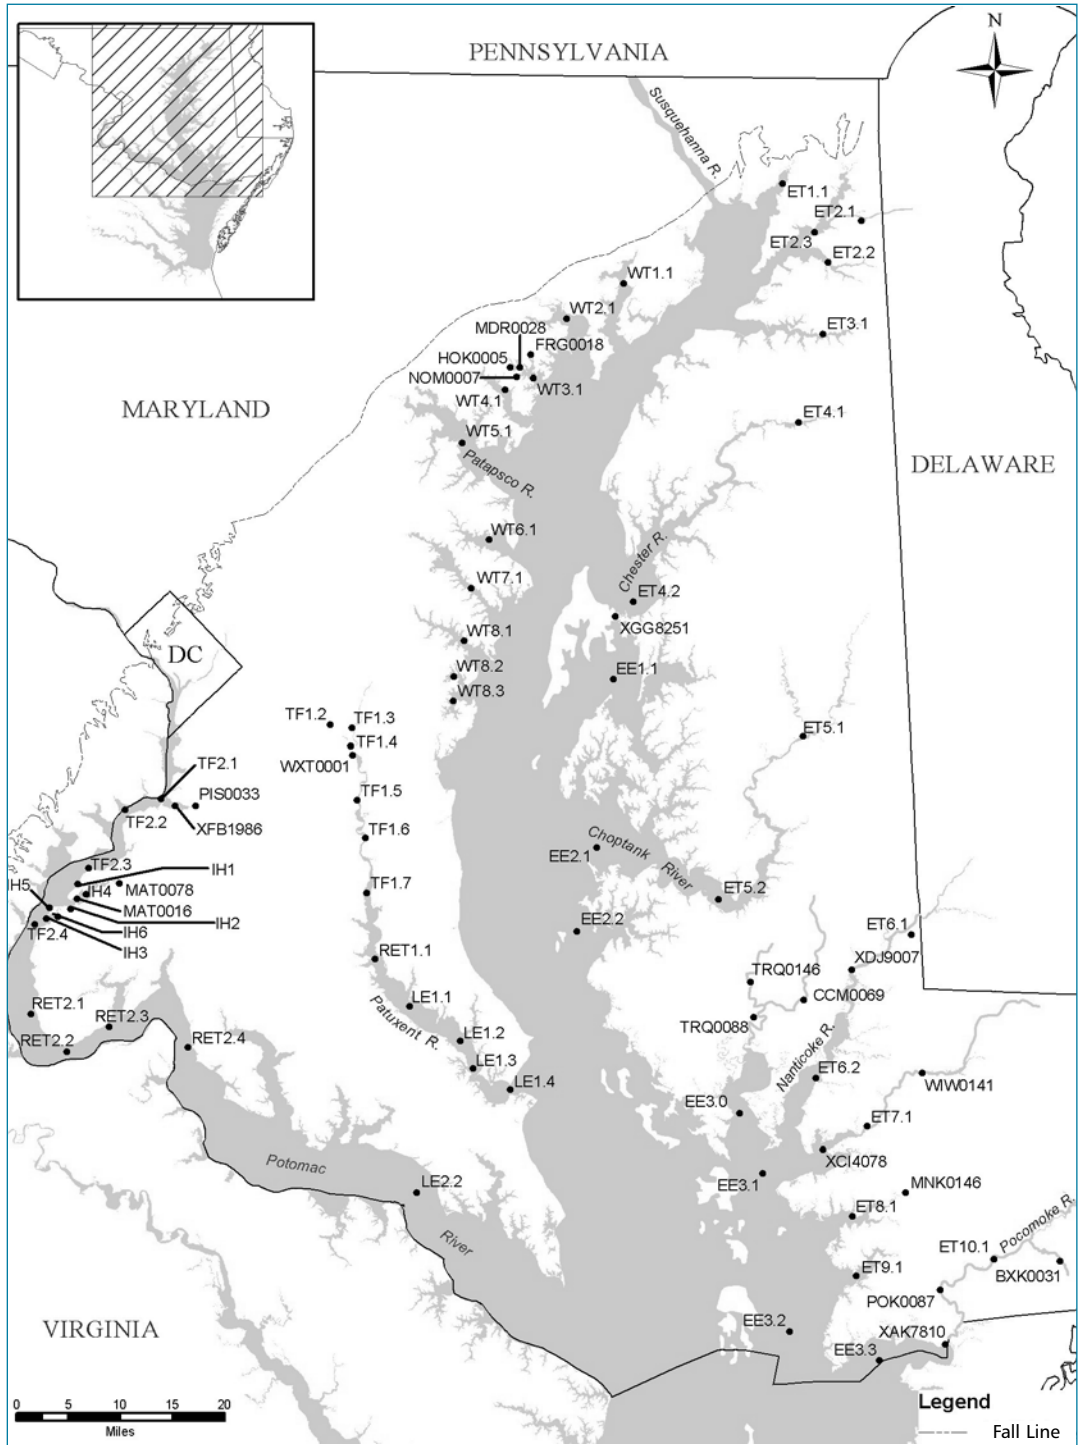 PENNSYLVANIA
N
Susquehanna R.
ET1.1
ET2.1
ET2.3
ET2.2
WT1.1
WT2.1
ET3.1
MDR0028
FRG0018
HOK0005
NOM0007
WT3.1
WT4.1
MARYLAND
ET4.1
WT5.1
Patapsco R.
DELAWARE
WT6.1
Chester R.
WT7.1
ET4.2
XGG8251
WT8.1
DC
WT8.2
EE1.1
WT8.3
TF1.2
TF1.3
TF1.4
WXT0001
ET5.1
TF2.1
PIS0033
TF1.5
TF2.2
XFB1986
TF1.6
Choptank River
EE2.1
TF2.3
IH1
IH5
IH4
MAT0078
TF1.7
ET5.2
MAT0016
IH2
TF2.4
IH6
IH3
EE2.2
ET6.1
RET1.1
XDJ9007
TRQ0146
CCM0069
RET2.1
LE1.1
RET2.3
Patuxent R.
TRQ0088
RET2.2
RET2.4
LE1.2
Nanticoke R.
LE1.3
ET6.2
WIW0141
LE1.4
EE3.0
ET7.1
Potomac
XCI4078
EE3.1
LE2.2
MNK0146
ET8.1
River
Pocomoke R.
ET10.1
BXK0031
ET9.1
POK0087
VIRGINIA
EE3.2
XAK7810
EE3.3
0 5 10 15 20
Miles
Legend
Fall Line